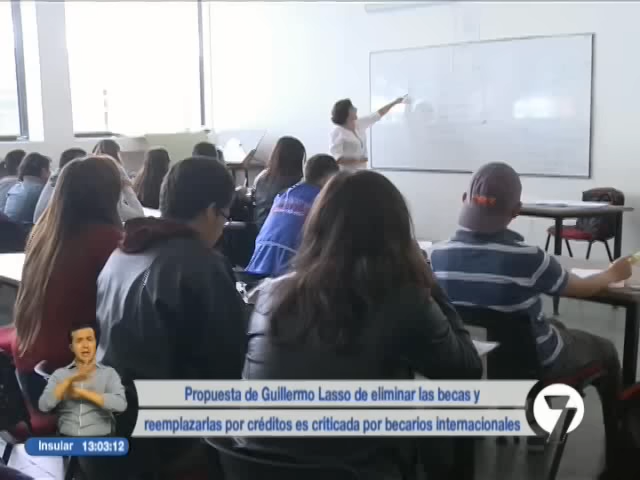 Propuesta de Guillermo Lasso de eliminar las becas y
reemplazarlas por créditos es criticada por becarios internacionales
7
Insular 13:03:12